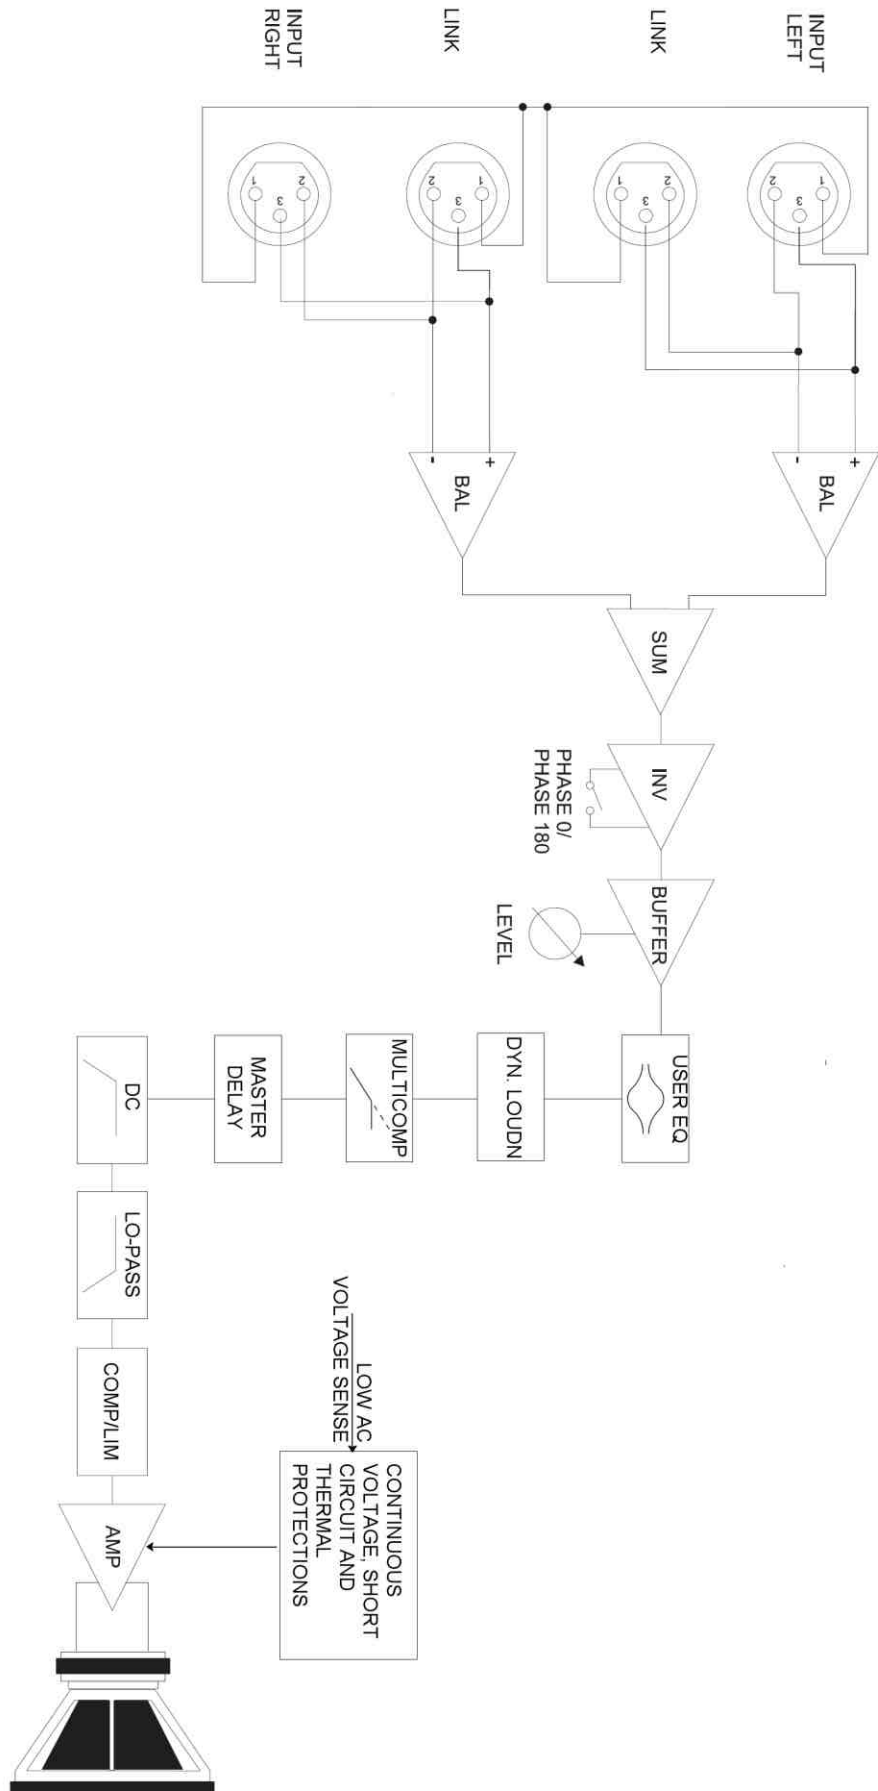 INPUT
LEFT
LINK
LINK
INPUT
RIGHT
1
2
3
2
1
3
1
2
3
2
1
3
+
-
BAL
+
-
BAL
SUM
INV
PHASE 0/
PHASE 180
BUFFER
LEVEL
USER EQ
DYN. LOUDN
MULTICOMP
MASTER
DELAY
DC
LO-PASS
COMP/LIM
AMP
LOW AC
VOLTAGE SENSE
CONTINUOUS
VOLTAGE, SHORT
CIRCUIT AND
THERMAL
PROTECTIONS